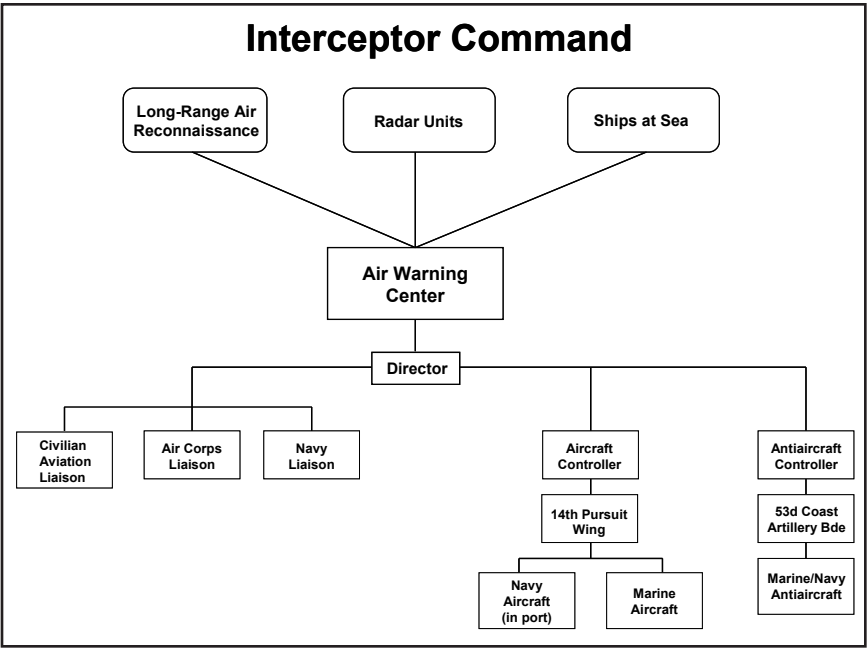 Interceptor Command
Long-Range Air
Reconnaissance
Radar Units
Ships at Sea
Air Warning
Center
Director
Civilian
Aviation
Liaison
Air Corps
Liaison
Navy
Liaison
Aircraft
Controller
Antiaircraft
Controller
14th Pursuit
Wing
53d Coast
Artillery Bde
Navy
Aircraft
(in port)
Marine
Aircraft
Marine/Navy
Antiaircraft